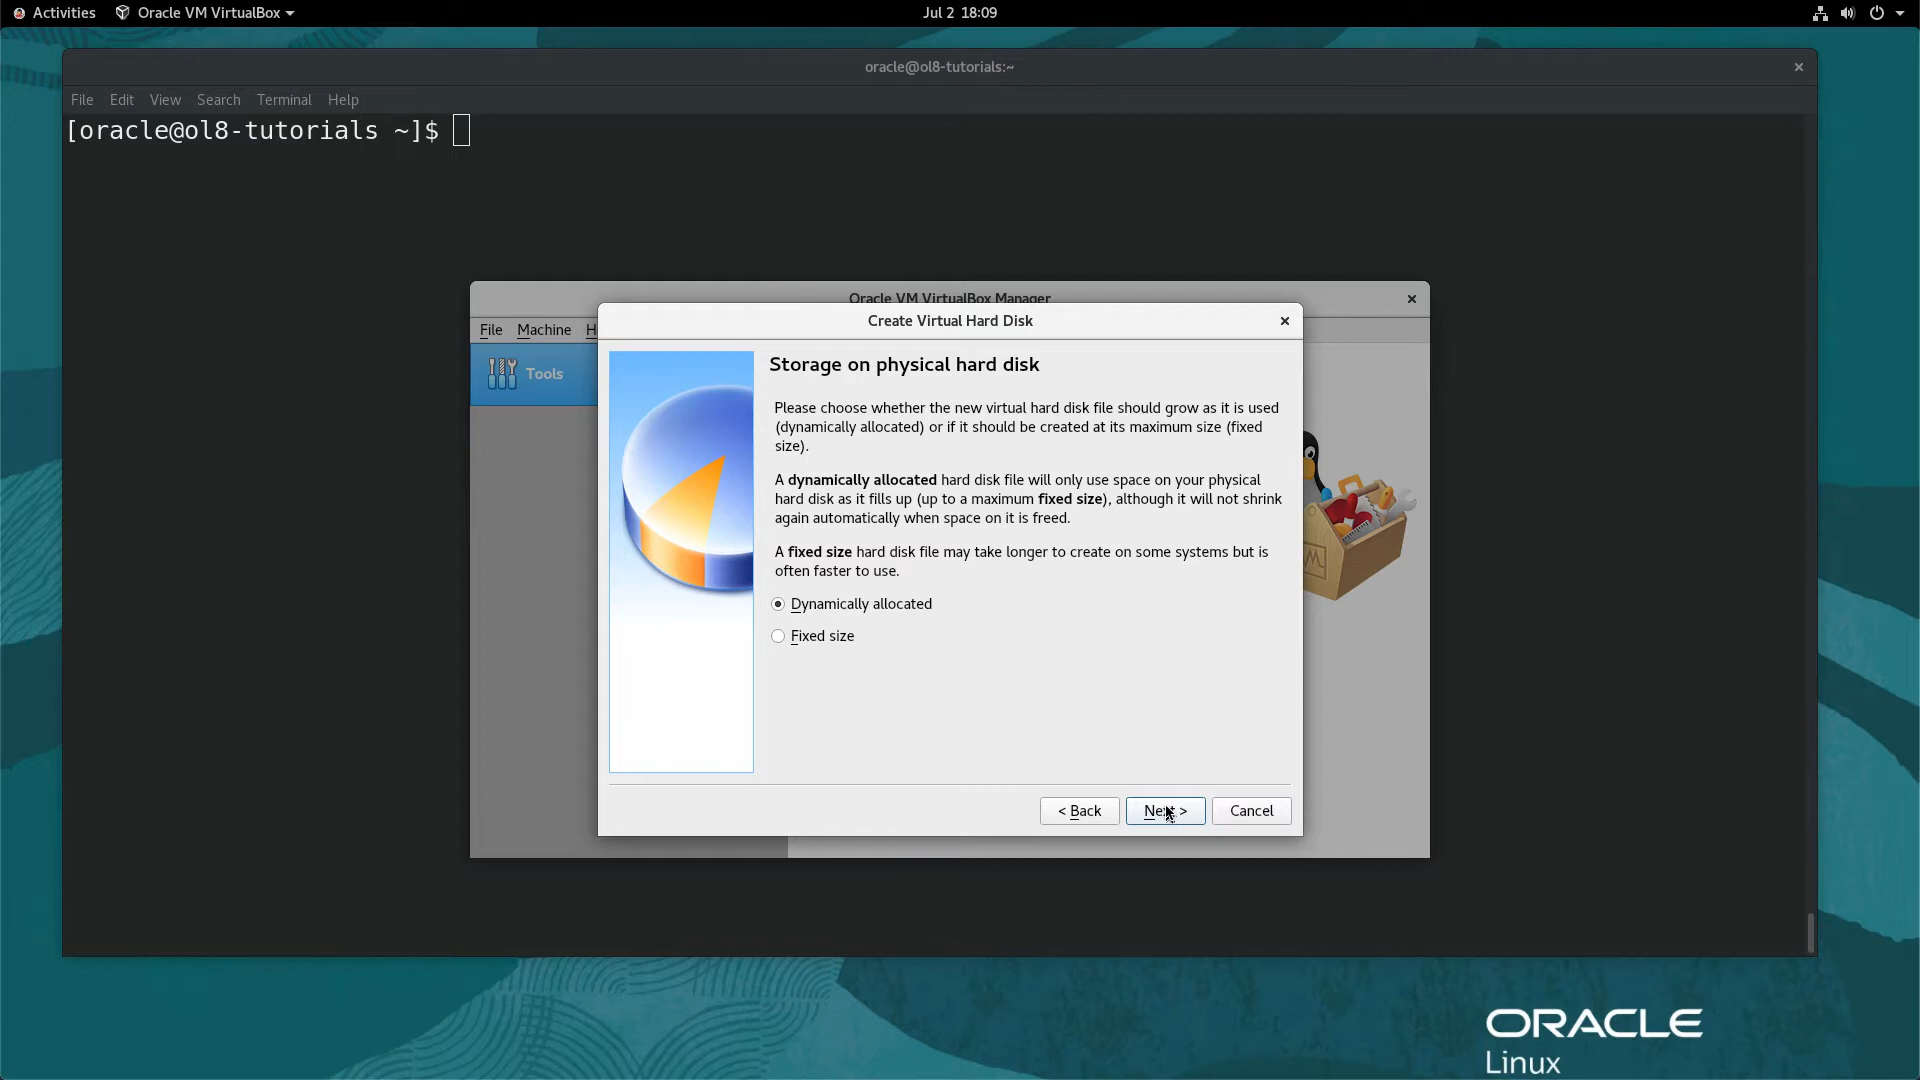 Activities Oracle VM VirtualBox Jul 2 18:09
oracle@ol8-tutorials:~
File Edit View Search Terminal Help
[oracle@ol8-tutorials ~]$
Oracle VM VirtualBox Manager
Create Virtual Hard Disk
File Machine H
Tools
Storage on physical hard disk
Please choose whether the new virtual hard disk file should grow as it is used
(dynamically allocated) or if it should be created at its maximum size (fixed
size).
A dynamically allocated hard disk file will only use space on your physical
hard disk as it fills up (up to a maximum fixed size), although it will not shrink
again automatically when space on it is freed.
A fixed size hard disk file may take longer to create on some systems but is
often faster to use.
Dynamically allocated
Fixed size
< Back Next > Cancel
ORACLE
Linux